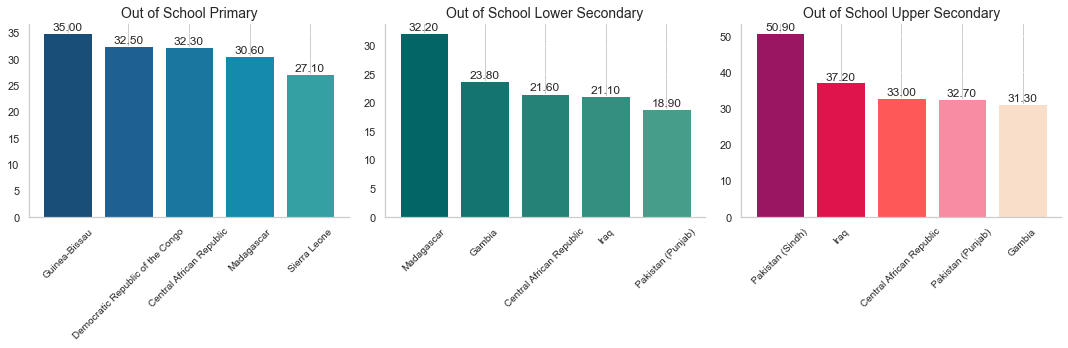 Out of School Primary
35.00
32.50
32.30
30.60
27.10
35
30
25
20
15
10
5
0
Guinea-Bissau
Democratic Republic of the Congo
Central African Republic
Madagascar
Sierra Leone
Out of School Lower Secondary
32.20
23.80
21.60
21.10
18.90
30
25
20
15
10
5
0
Madagascar
Gambia
Central African Republic
Iraq
Pakistan (Punjab)
Out of School Upper Secondary
50.90
37.20
33.00
32.70
31.30
50
40
30
20
10
0
Pakistan (Sindh)
Iraq
Central African Republic
Pakistan (Punjab)
Gambia